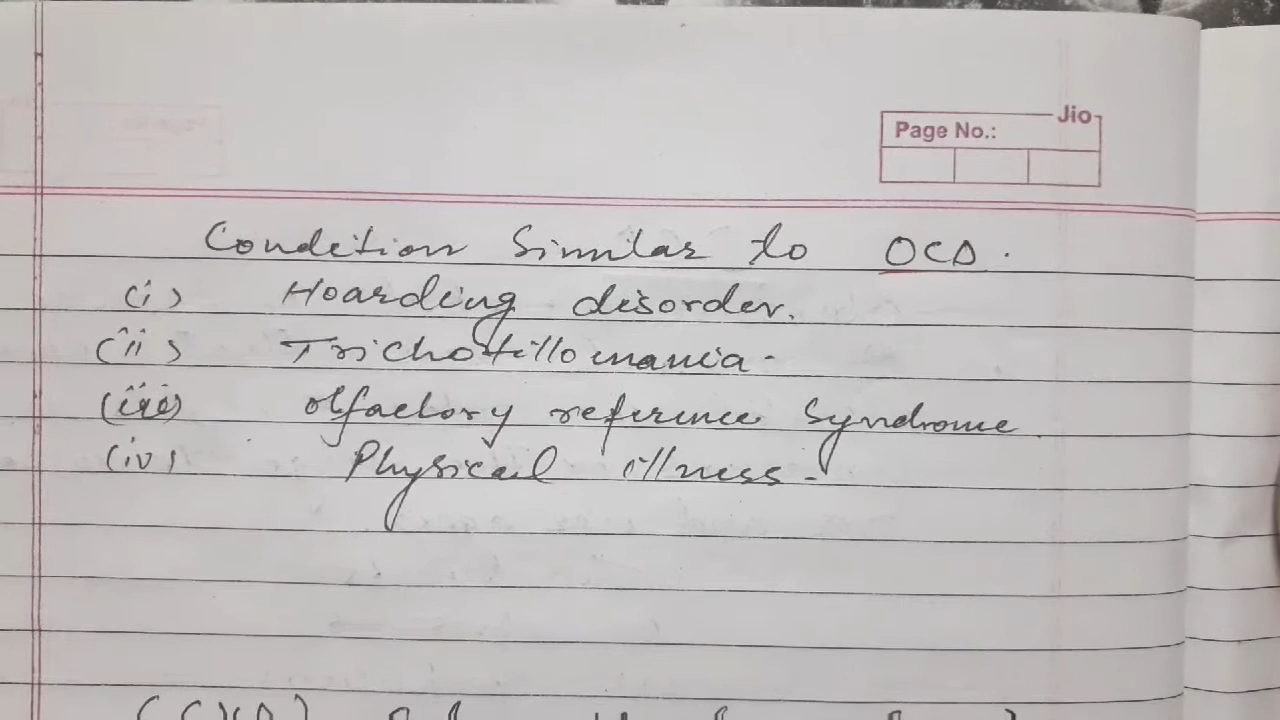 Jio
Page No.:
Condition Similar to OCD.
(i) Hoarding disorder.
(ii) Trichotillomania.
(iii) olfactory reference Syndrome
(iv) Physical illness.